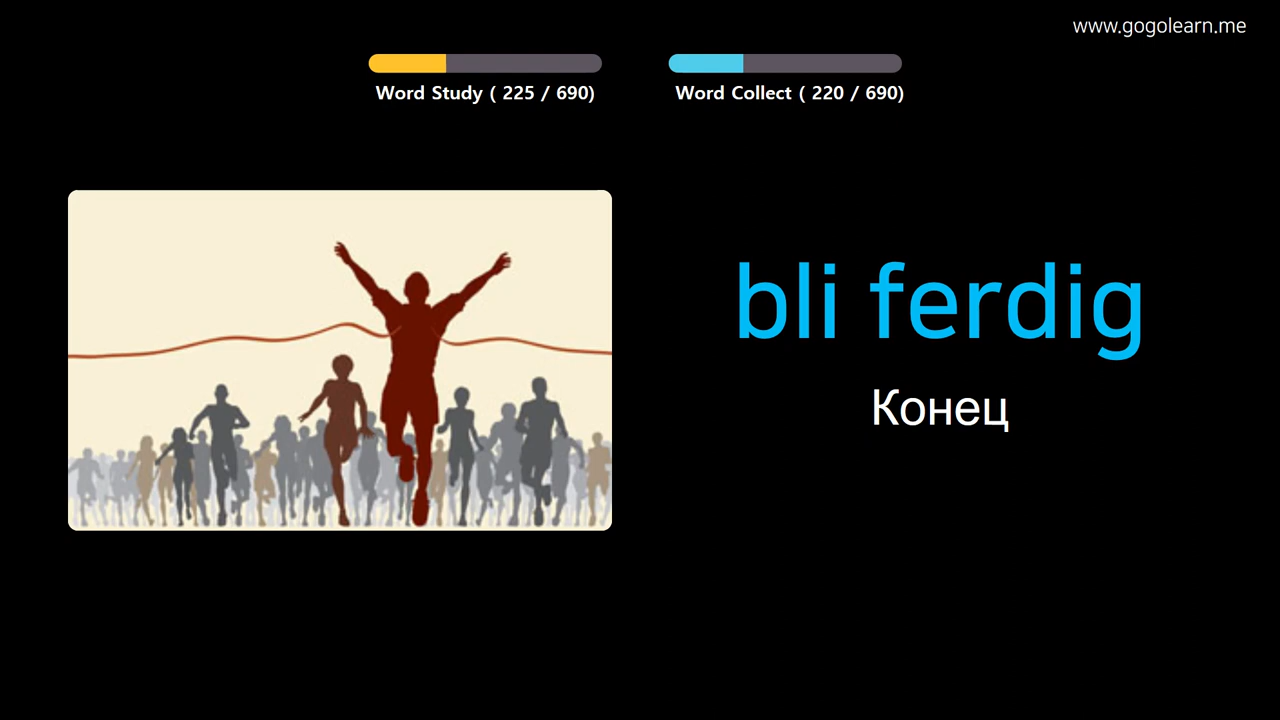 www.gogolearn.me
Word Study ( 225 / 690)
Word Collect ( 220 / 690)
bli ferdig
Конец